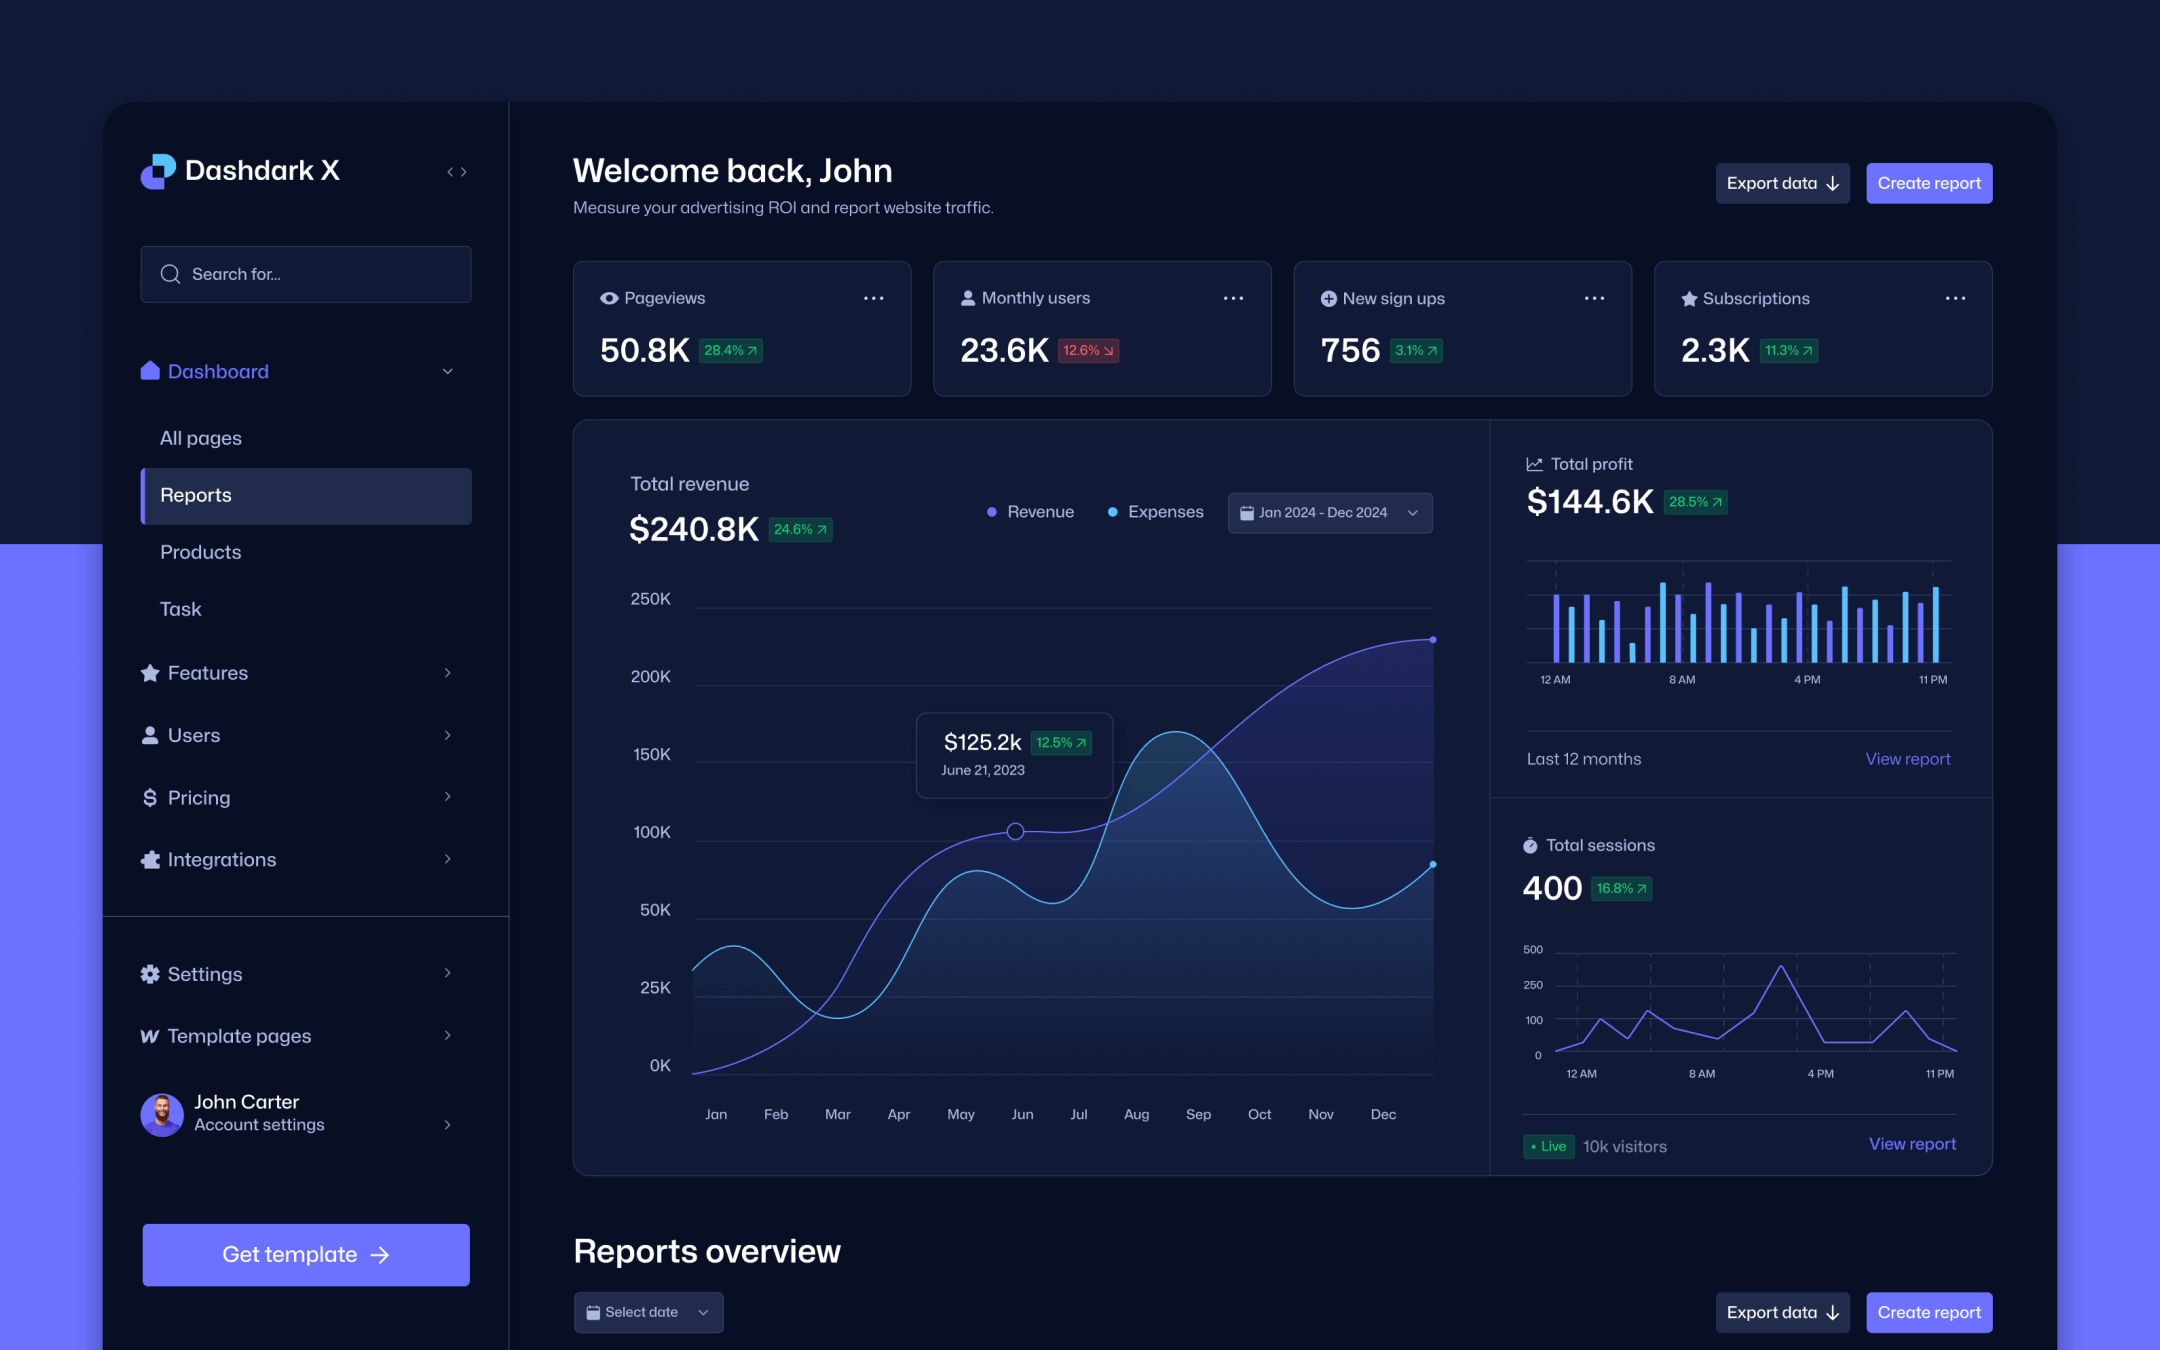 Dashdark X
Search for...
Dashboard
All pages
Reports
Products
Task
Features
Users
Pricing
Integrations
Settings
Template pages
John Carter
Account settings
Get template
Welcome back, John
Measure your advertising ROI and report website traffic.
Export data
Create report
Pageviews
50.8K 28.4%
Monthly users
23.6K 12.6%
New sign ups
756 3.1%
Subscriptions
2.3K 11.3%
Total revenue
$240.8K 24.6%
Revenue
Expenses
Jan 2024 - Dec 2024
250K
200K
150K
100K
50K
25K
0K
$125.2k 12.5%
June 21, 2023
Jan Feb Mar Apr May Jun Jul Aug Sep Oct Nov Dec
Total profit
$144.6K 28.5%
12 AM 8 AM 4 PM 11 PM
Last 12 months
View report
Total sessions
400 16.8%
500
250
100
0
12 AM 8 AM 4 PM 11 PM
Live 10k visitors
View report
Reports overview
Select date
Export data
Create report